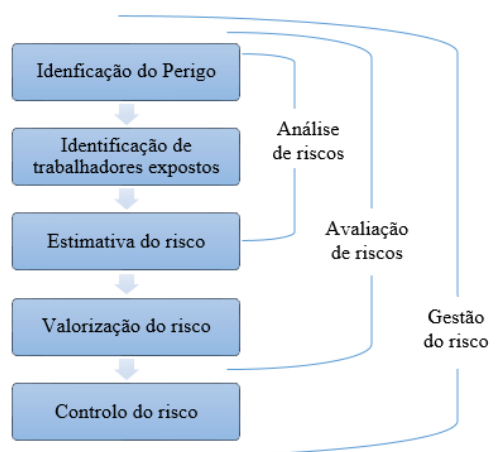 Idenficação do Perigo
Identificação de
trabalhadores expostos
Estimativa do risco
Valorização do risco
Controlo do risco
Análise
de riscos
Avaliação
de riscos
Gestão
do risco